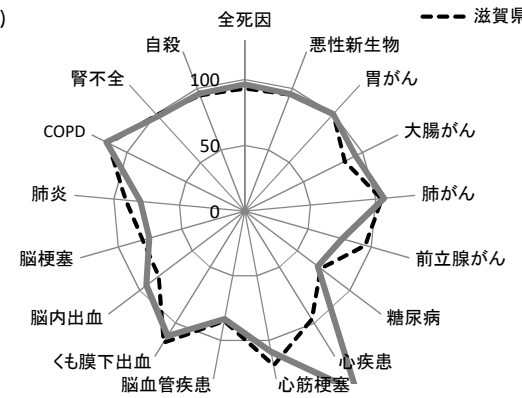 )
滋賀県
全死因
悪性新生物
胃がん
大腸がん
肺がん
前立腺がん
糖尿病
心疾患
心筋梗塞
脳血管疾患
くも膜下出血
脳内出血
脳梗塞
肺炎
COPD
腎不全
自殺
100
50
0